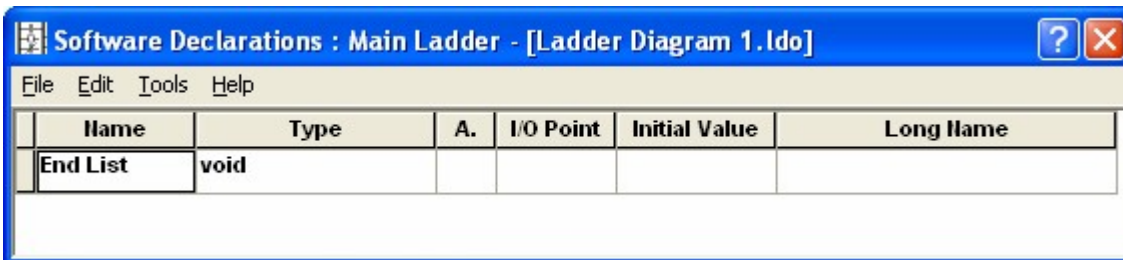 Software Declarations : Main Ladder - [Ladder Diagram 1.ldo]
File Edit Tools Help
Name Type A. I/O Point Initial Value Long Name
End List void